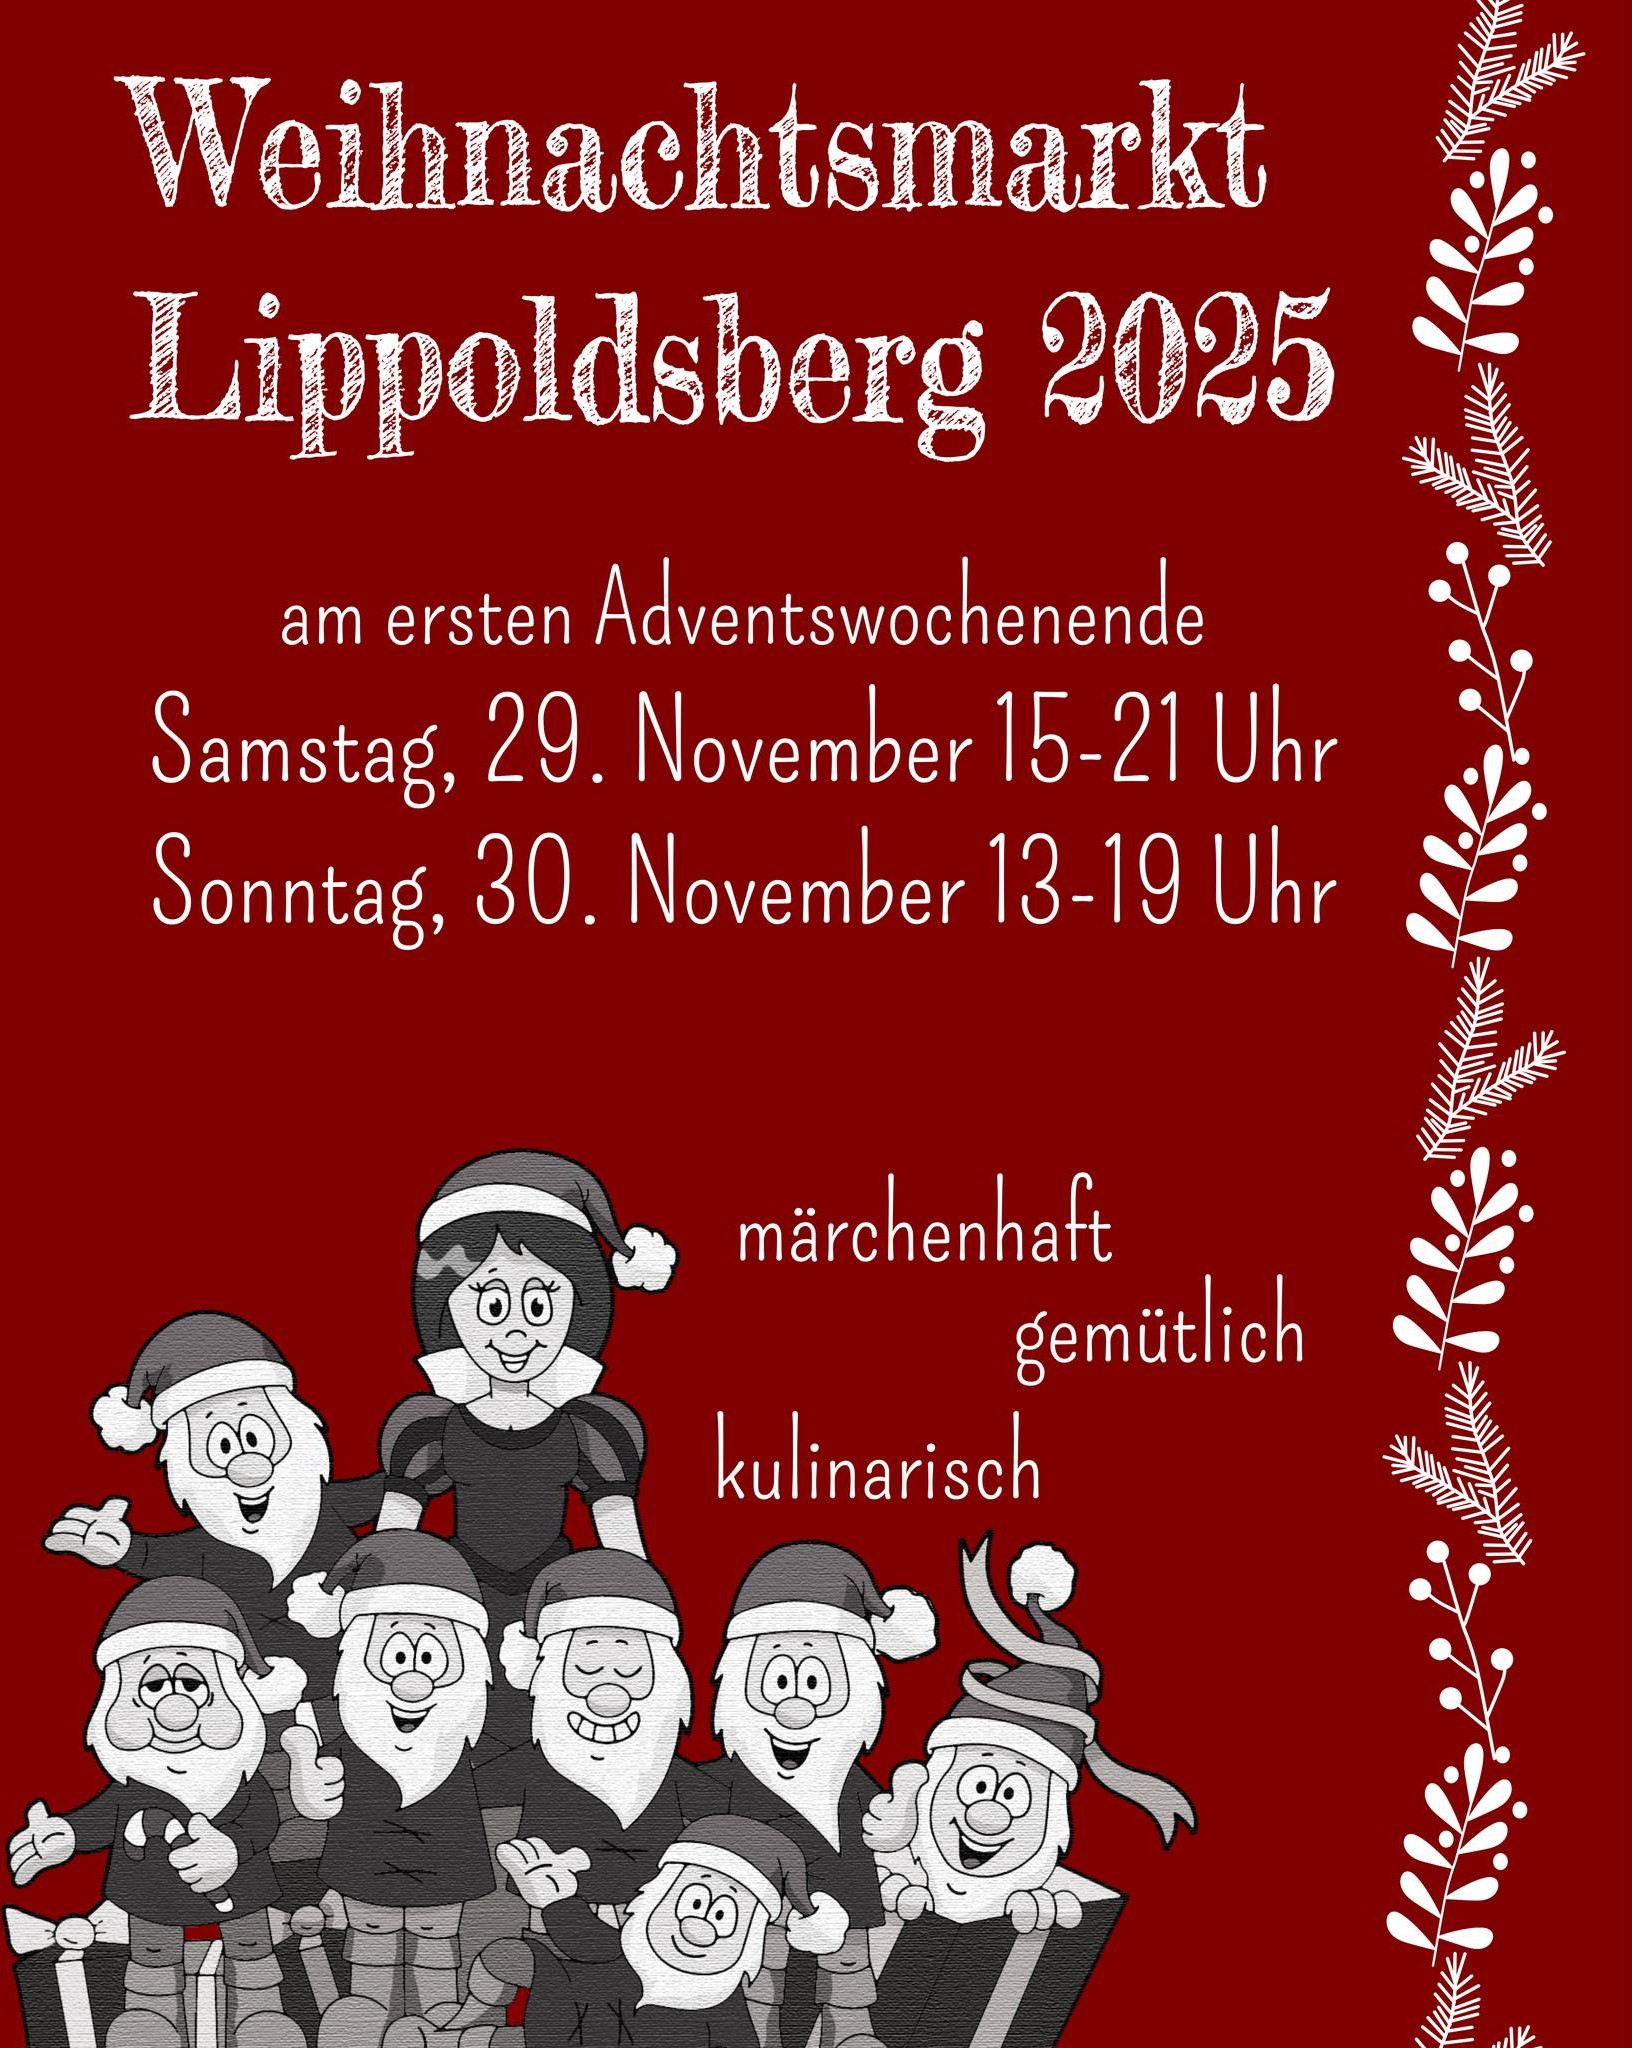 Weihnachtsmarkt
Lippoldsberg 2025
am ersten Adventswochenende
Samstag, 29. November 15-21 Uhr
Sonntag, 30. November 13-19 Uhr
märchenhaft
gemütlich
kulinarisch